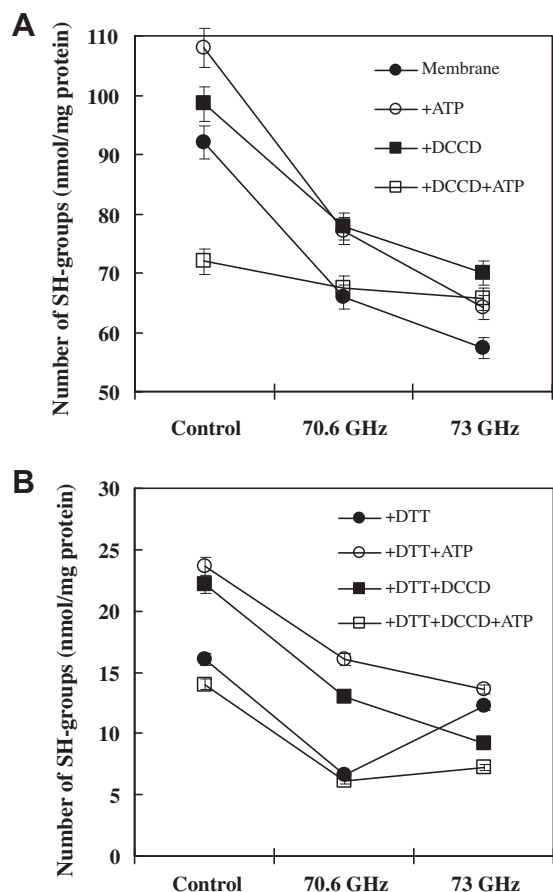 A
Number of SH-groups (nmol/mg protein)
110
100
90
80
70
60
50
Membrane
+ATP
+DCCD
+DCCD+ATP
Control 70.6 GHz 73 GHz
B
Number of SH-groups (nmol/mg protein)
30
25
20
15
10
5
0
+DTT
+DTT+ATP
+DTT+DCCD
+DTT+DCCD+ATP
Control 70.6 GHz 73 GHz